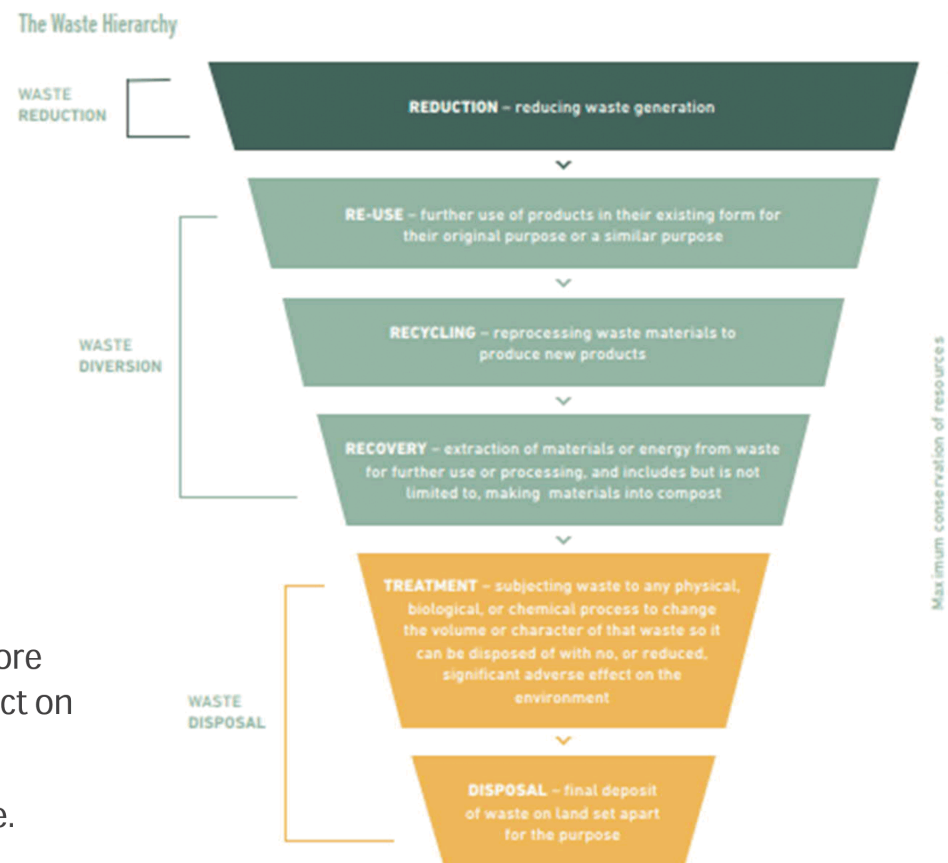 The Waste Hierarchy
WASTE
REDUCTION
REDUCTION – reducing waste generation
RE-USE – further use of products in their existing form for
their original purpose or a similar purpose
RECYCLING – reprocessing waste materials to
produce new products
WASTE
DIVERSION
RECOVERY – extraction of materials or energy from waste
for further use or processing, and includes but is not
limited to, making materials into compost
Maximum conservation of resources
TREATMENT – subjecting waste to any physical,
biological, or chemical process to change
the volume or character of that waste so it
can be disposed of with no, or reduced,
significant adverse effect on the
environment
WASTE
DISPOSAL
DISPOSAL – final deposit
of waste on land set apart
for the purpose
ore
ct on
e.